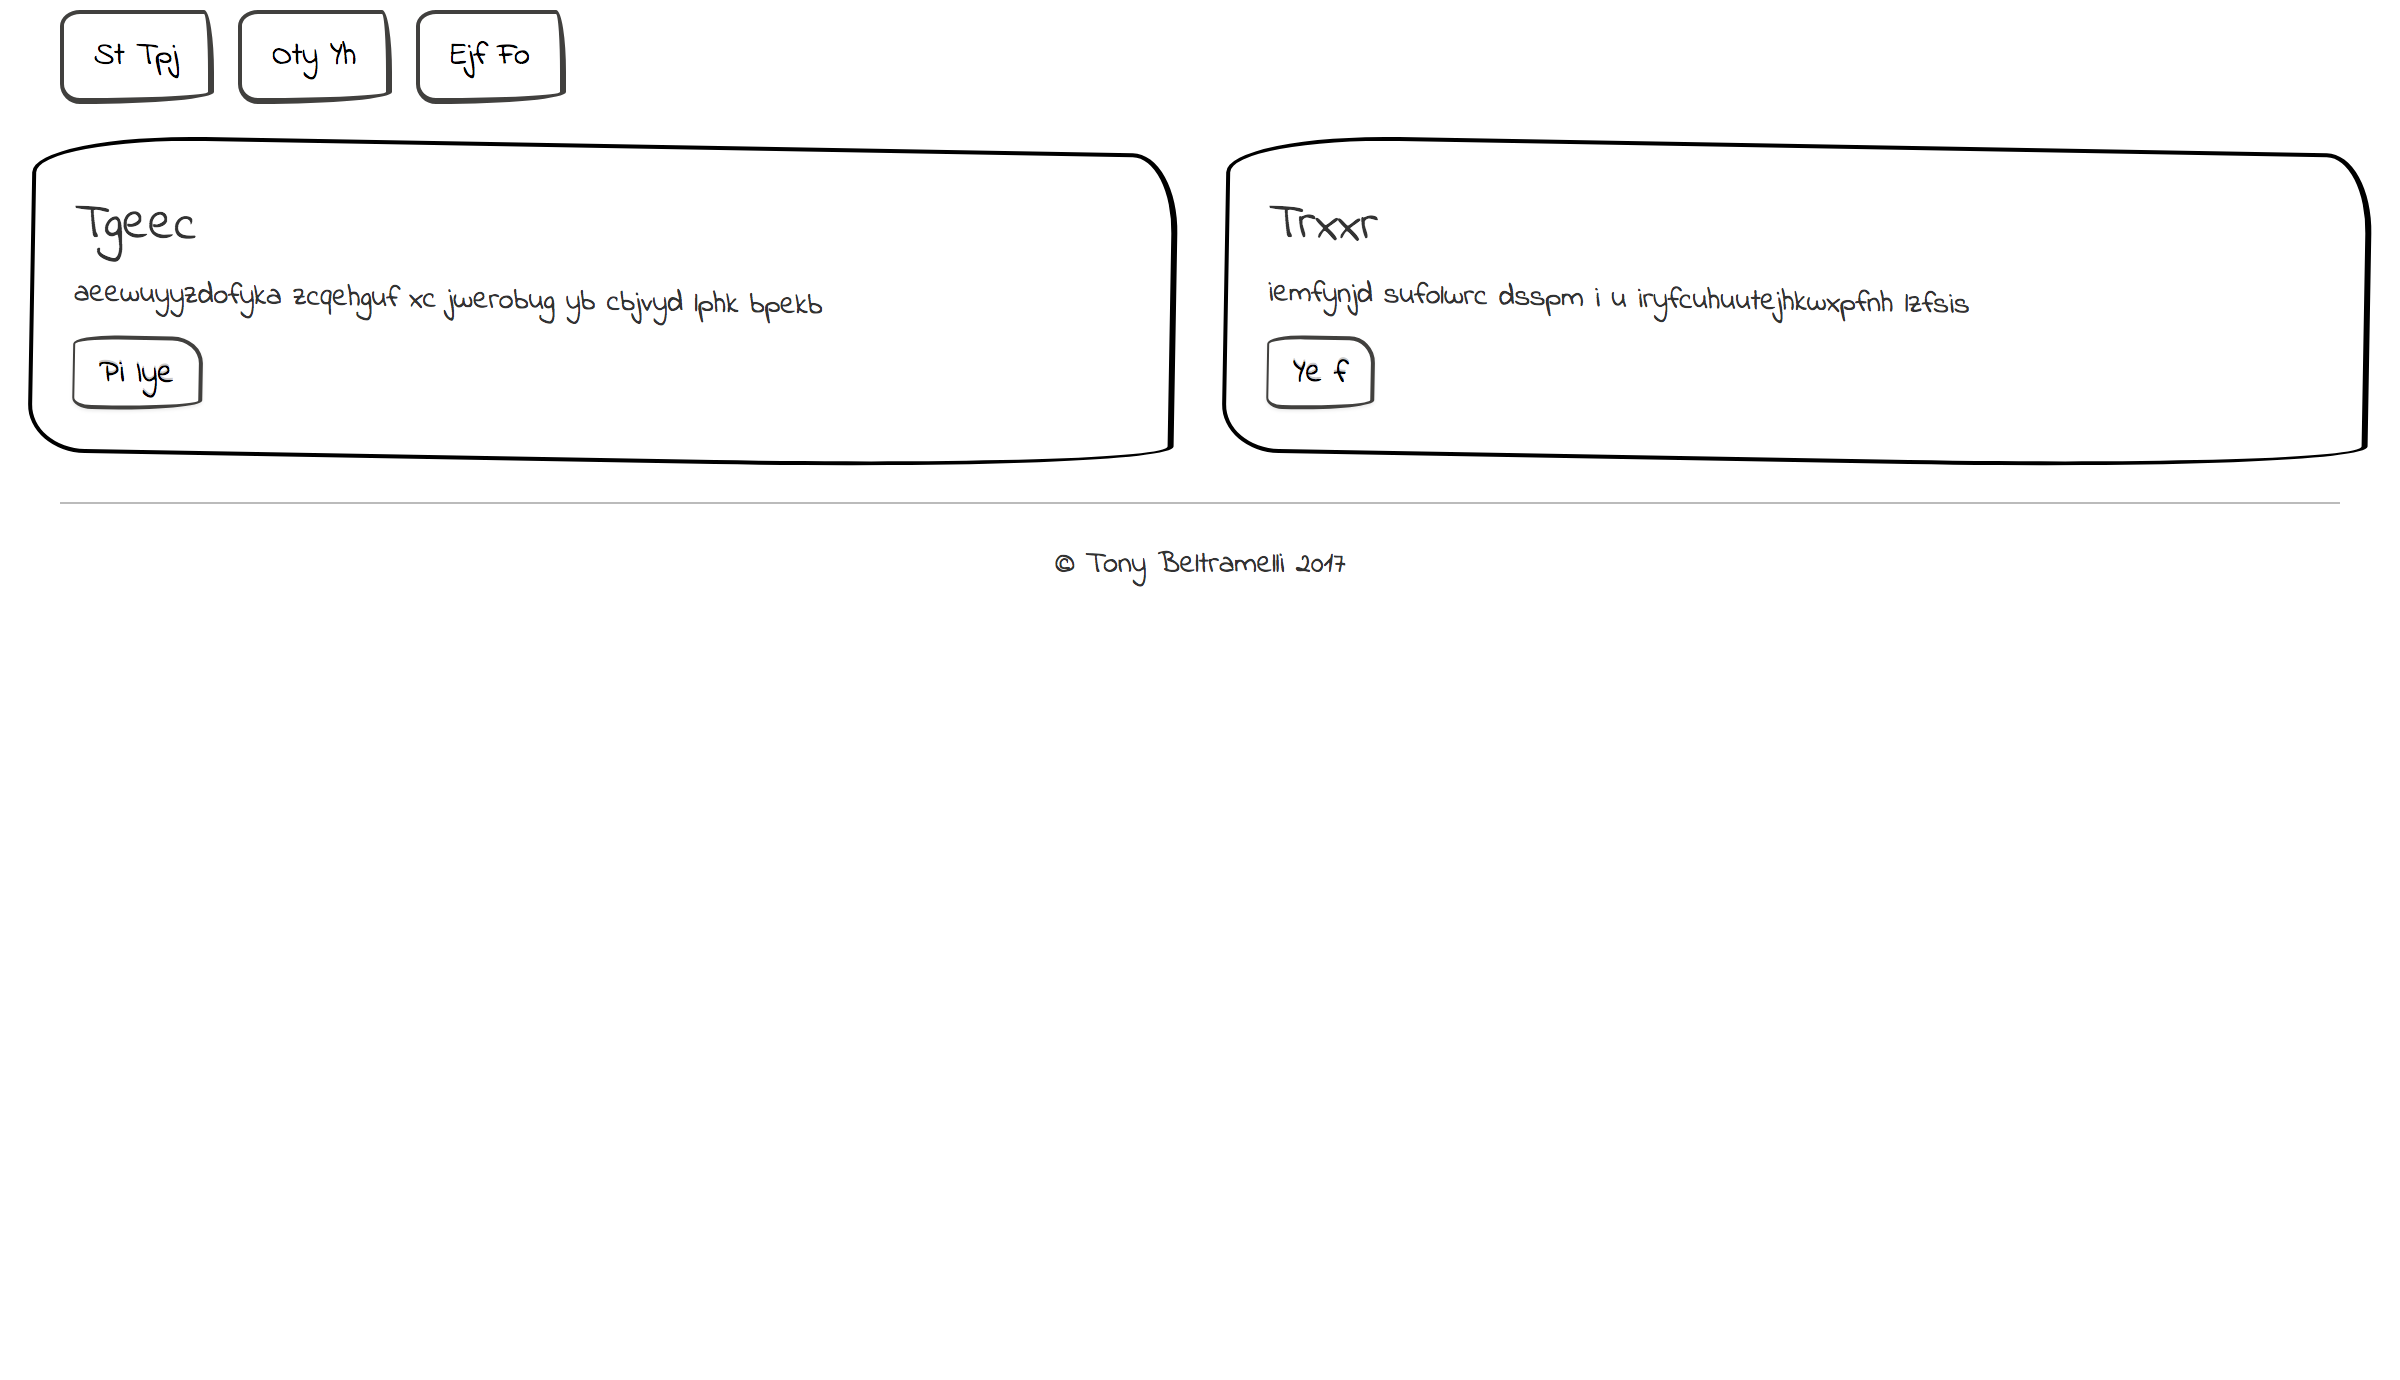 St Tpj Oty Yh Ejf Fo
Tgeec
aeewuyyzdofyka zcqehguf xc jwerobug yb cbjvyd lphk bpekb
Pi lye
Trxxr
iemfynjd sufolwrc dsspm i u iryfcuhuutejhkwxpfnh lzfsis
Ye f
© Tony Beltramelli 2017